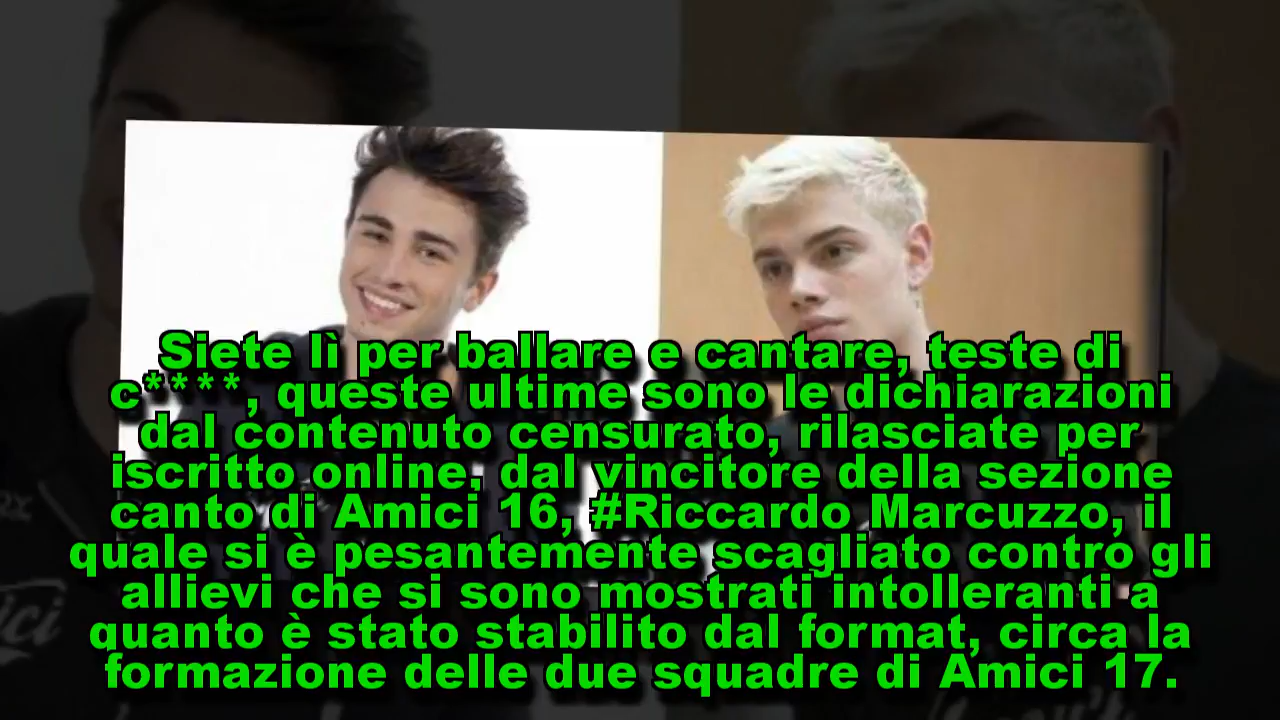 Siete lì per ballare e cantare, teste di
c****, queste ultime sono le dichiarazioni
dal contenuto censurato, rilasciate per
iscritto online, dal vincitore della sezione
canto di Amici 16, #Riccardo Marcuzzo, il
quale si è pesantemente scagliato contro gli
allievi che si sono mostrati intolleranti a
quanto è stato stabilito dal format, circa la
formazione delle due squadre di Amici 17.